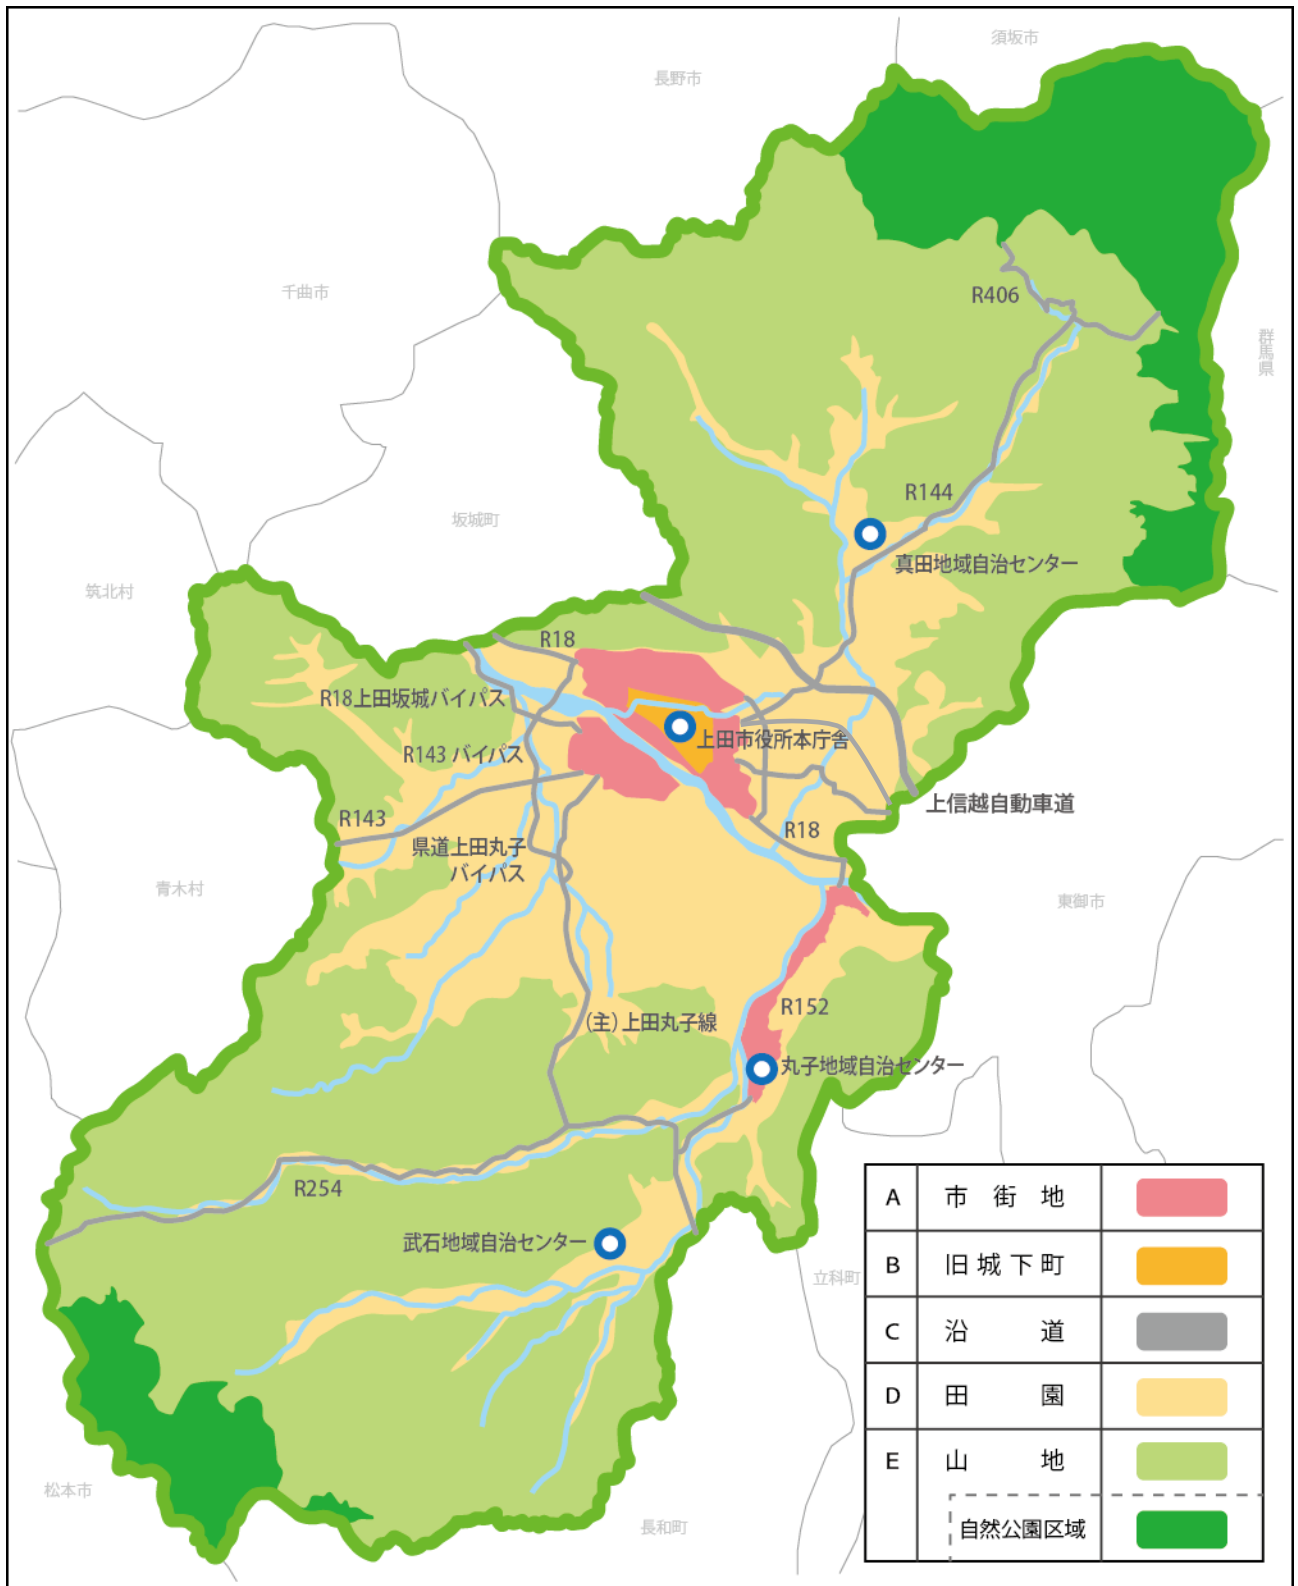 須坂市
長野市
千曲市
R406
群馬県
坂城町
R144
真田地域自治センター
筑北村
R18
R18上田坂城バイパス
上田市役所本庁舎
R143 バイパス
上信越自動車道
R143
R18
県道上田丸子
バイパス
青木村
東御市
R152
(主)上田丸子線
丸子地域自治センター
R254
武石地域自治センター
立科町
松本市
長和町
A 市街地
B 旧城下町
C 沿道
D 田園
E 山地
自然公園区域